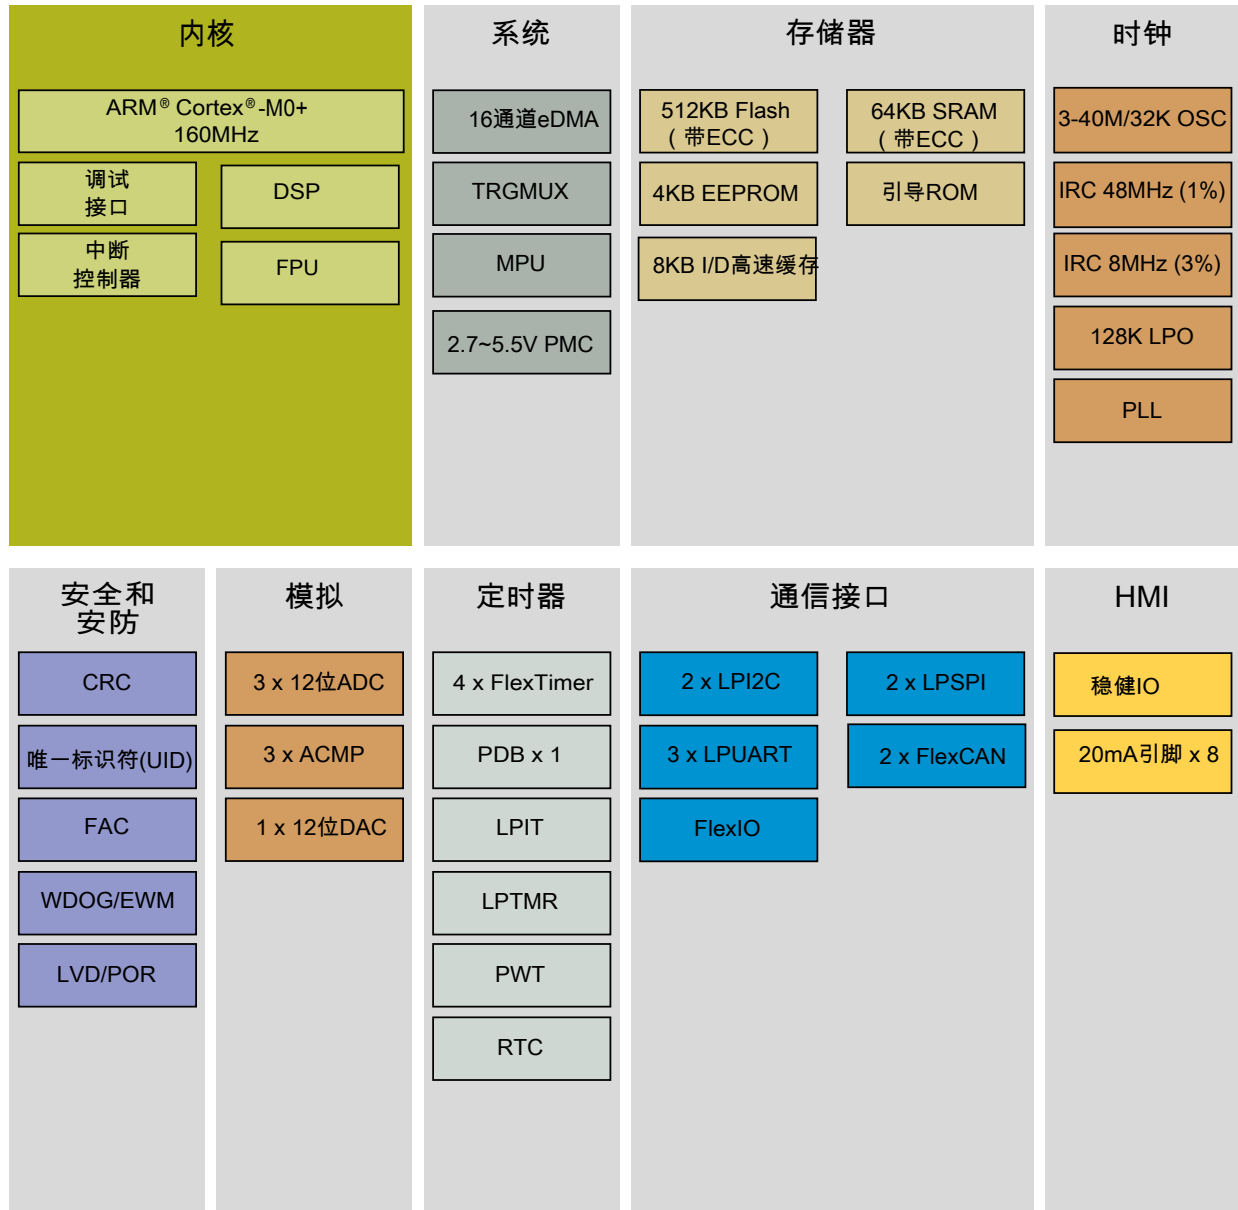 内核
ARM® Cortex®-M0+
160MHz
调试
接口
DSP
中断
控制器
FPU
系统
16通道eDMA
TRGMUX
MPU
2.7~5.5V PMC
存储器
512KB Flash
（带ECC）
64KB SRAM
（带ECC）
4KB EEPROM
引导ROM
8KB I/D高速缓存
时钟
3-40M/32K OSC
IRC 48MHz (1%)
IRC 8MHz (3%)
128K LPO
PLL
安全和
安防
CRC
唯一标识符(UID)
FAC
WDOG/EWM
LVD/POR
模拟
3 x 12位ADC
3 x ACMP
1 x 12位DAC
定时器
4 x FlexTimer
PDB x 1
LPIT
LPTMR
PWT
RTC
通信接口
2 x LPI2C
2 x LPSPI
3 x LPUART
2 x FlexCAN
FlexIO
HMI
稳健IO
20mA引脚 x 8